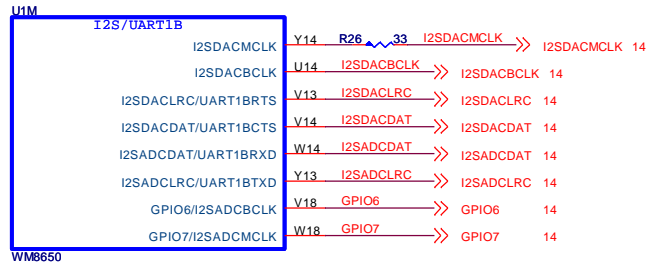 U1M
I2S/UART1B
I2SDACMCLK Y14 R26 33 I2SDACMCLK I2SDACMCLK 14
I2SDACBCLK U14 I2SDACBCLK I2SDACBCLK 14
I2SDACLRC/UART1BRTS V13 I2SDACLRC I2SDACLRC 14
I2SDACDAT/UART1BCTS V14 I2SDACDAT I2SDACDAT 14
I2SADCDAT/UART1BRXD W14 I2SADCDAT I2SADCDAT 14
I2SADCLRC/UART1BTXD Y13 I2SADCLRC I2SADCLRC 14
GPIO6/I2SADCBCLK V18 GPIO6 GPIO6 14
GPIO7/I2SADCMCLK W18 GPIO7 GPIO7 14
WM8650